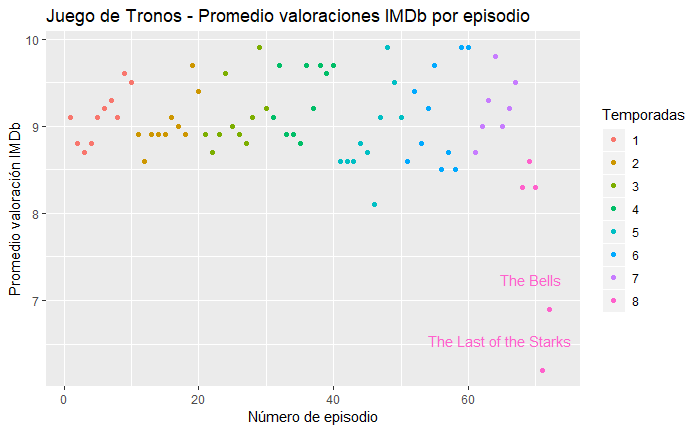 Juego de Tronos - Promedio valoraciones IMDb por episodio
Promedio valoración IMDb
10
9
8
7
The Bells
The Last of the Starks
0
20
40
60
Número de episodio
Temporadas
1
2
3
4
5
6
7
8